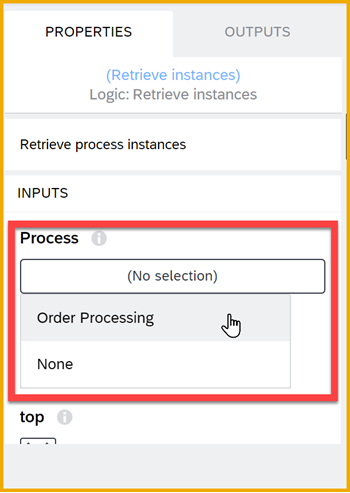 PROPERTIES OUTPUTS
(Retrieve instances)
Logic: Retrieve instances
Retrieve process instances
INPUTS
Process
(No selection)
Order Processing
None
top